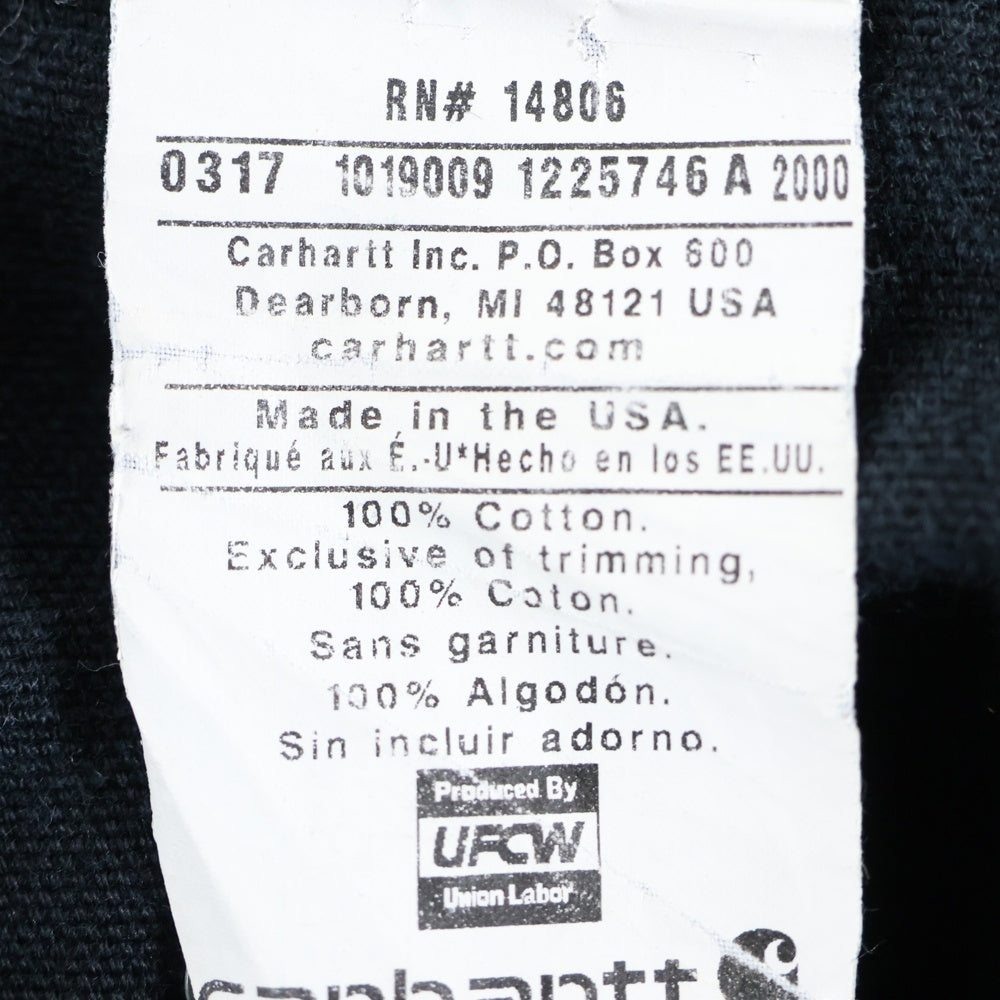 RN# 14806
0317 1019009 1225746 A 2000
Carhartt Inc. P.O. Box 600
Dearborn, MI 48121 USA
carhartt.com
Made in the USA.
Fabriqué aux É.-U*Hecho en los EE.UU.
100% Cotton.
Exclusive of trimming,
100% Coton.
Sans garniture.
100% Algodón.
Sin incluir adorno.
Produced By
UFCW
Union Labor
carhartt